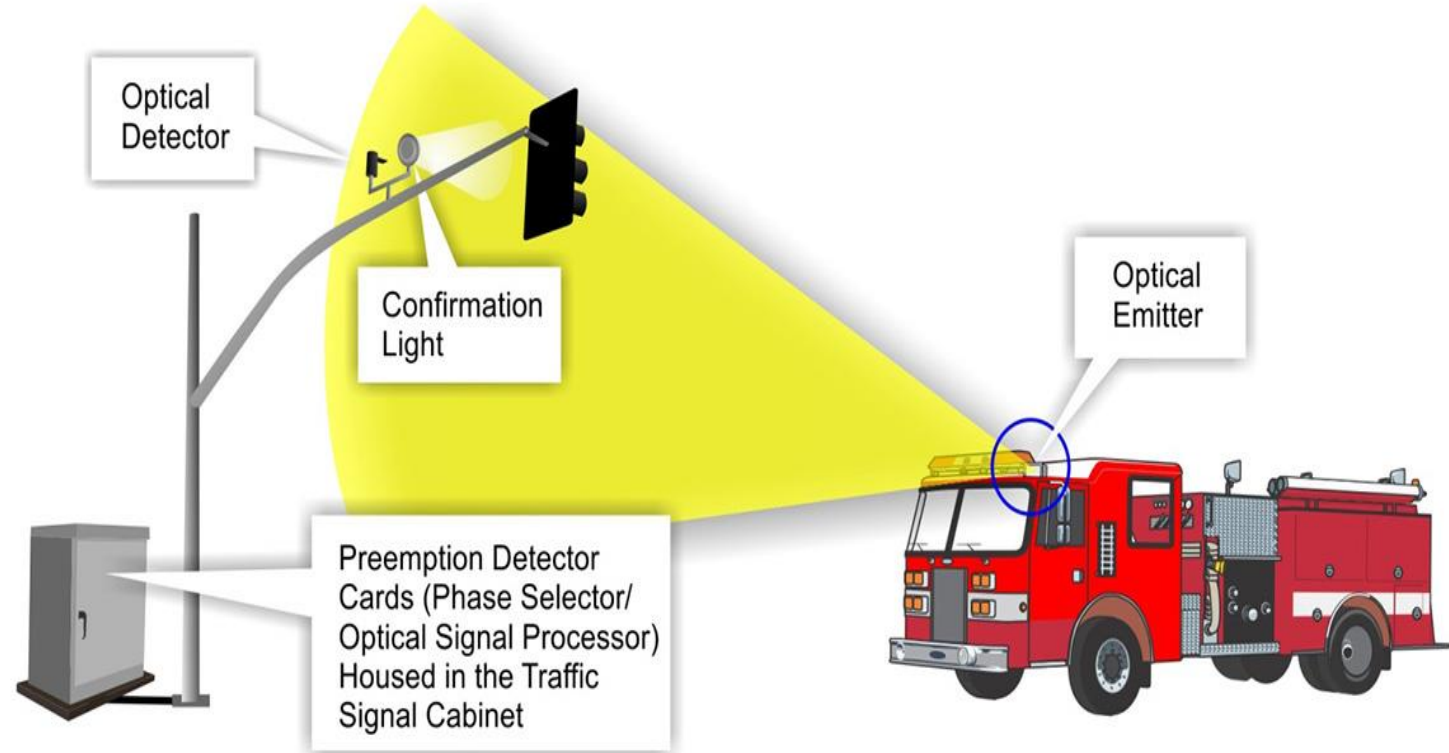 Optical
Detector
Confirmation
Light
Optical
Emitter
Preemption Detector
Cards (Phase Selector/
Optical Signal Processor)
Housed in the Traffic
Signal Cabinet